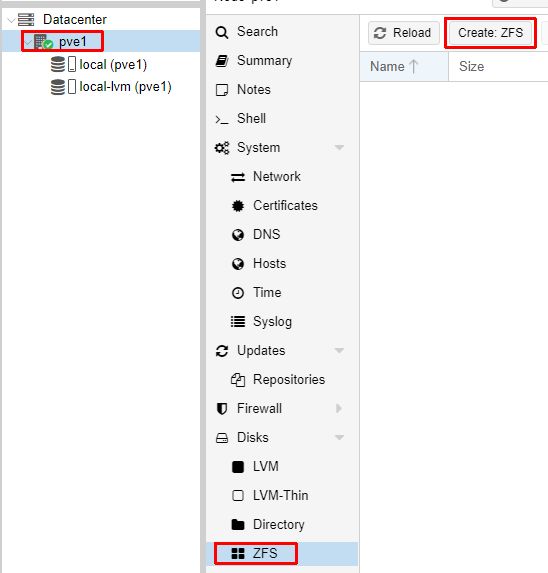 Datacenter
pve1
local (pve1)
local-lvm (pve1)
Search
Summary
Notes
Shell
System
Network
Certificates
DNS
Hosts
Time
Syslog
Updates
Repositories
Firewall
Disks
LVM
LVM-Thin
Directory
ZFS
Reload Create: ZFS
Name Size